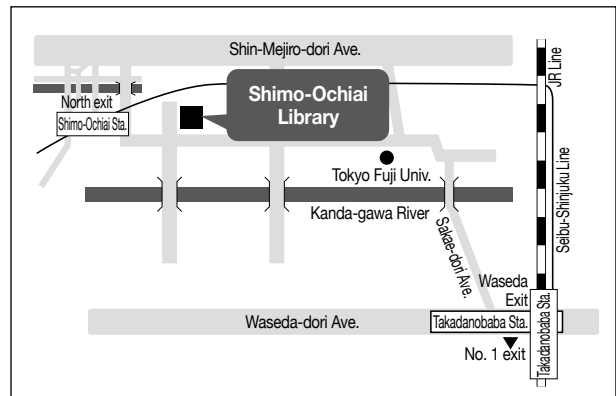 Shin-Mejiro-dori Ave.
JR Line
North exit
Shimo-Ochiai Sta.
Shimo-Ochiai
Library
Tokyo Fuji Univ.
Kanda-gawa River
Sakae-dori Ave.
Seibu-Shinjuku Line
Waseda
Exit
Waseda-dori Ave.
Takadanobaba Sta.
Takadanobaba Sta.
No. 1 exit